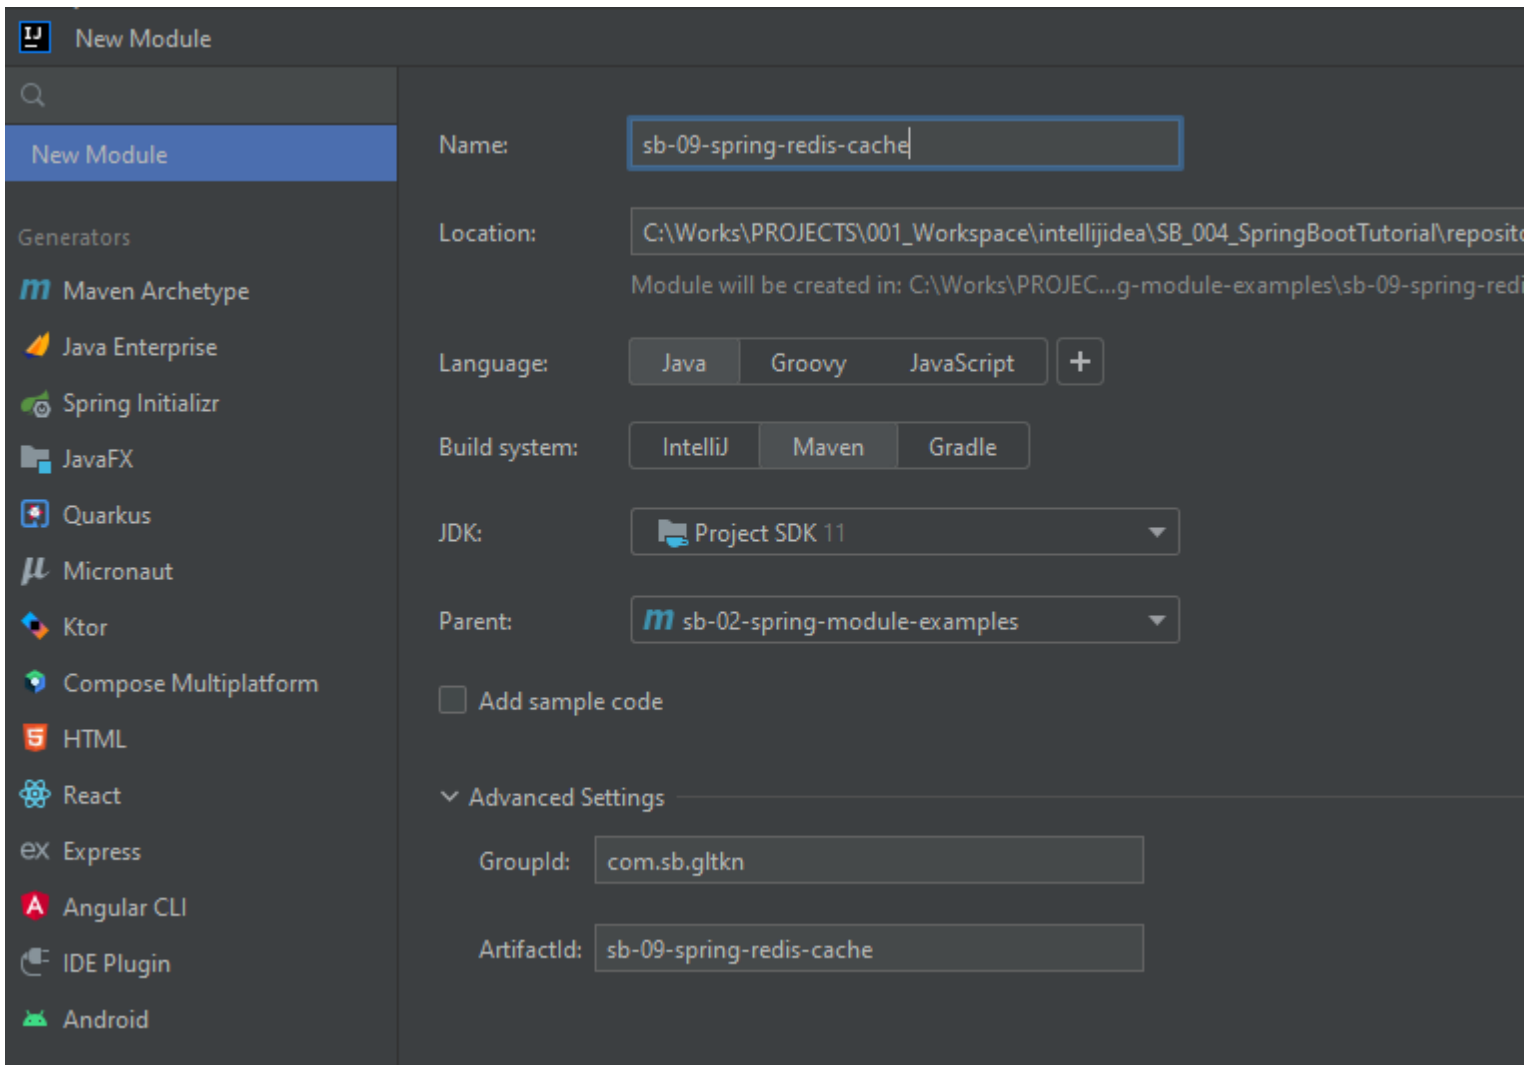 IJ New Module
New Module
Generators
Maven Archetype
Java Enterprise
Spring Initializr
JavaFX
Quarkus
Micronaut
Ktor
Compose Multiplatform
HTML
React
ex Express
Angular CLI
IDE Plugin
Android
Name: sb-09-spring-redis-cache
Location: C:\Works\PROJECTS\001_Workspace\intellijidea\SB_004_SpringBootTutorial\reposito
Module will be created in: C:\Works\PROJEC...g-module-examples\sb-09-spring-redi
Language: Java Groovy JavaScript +
Build system: IntelliJ Maven Gradle
JDK: Project SDK 11
Parent: m sb-02-spring-module-examples
Add sample code
Advanced Settings
GroupId: com.sb.gltkn
ArtifactId: sb-09-spring-redis-cache